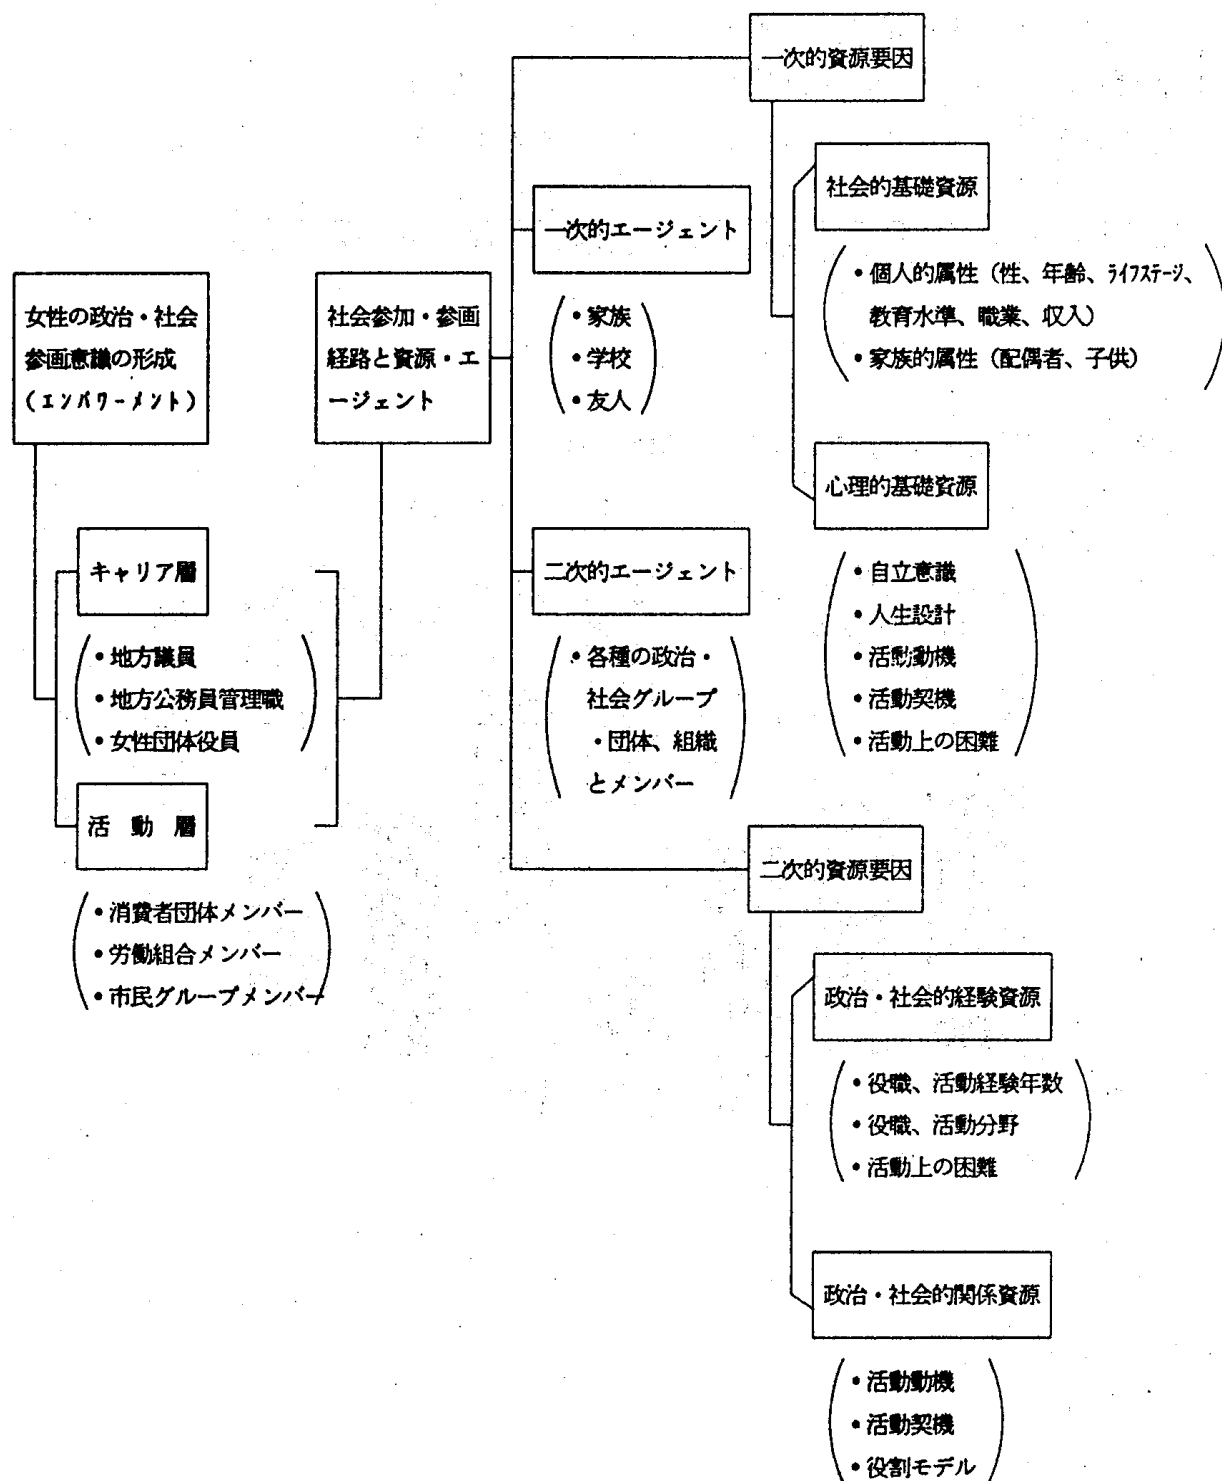 女性の政治・社会
参画意識の形成
(エンパワーメント)
キャリア層
・地方議員
・地方公務員管理職
・女性団体役員
活動層
・消費者団体メンバー
・労働組合メンバー
・市民グループメンバー
社会参加・参画
経路と資源・エ
ージェント
一次的資源要因
社会的基礎資源
・個人的属性（性、年齢、ﾗｲﾌｽﾃｰｼﾞ、
教育水準、職業、収入）
・家族的属性（配偶者、子供）
心理的基礎資源
・自立意識
・人生設計
・活動動機
・活動契機
・活動上の困難
一次的エージェント
・家族
・学校
・友人
二次的エージェント
・各種の政治・
社会グループ
・団体、組織
とメンバー
二次的資源要因
政治・社会的経験資源
・役職、活動経験年数
・役職、活動分野
・活動上の困難
政治・社会的関係資源
・活動動機
・活動契機
・役割モデル